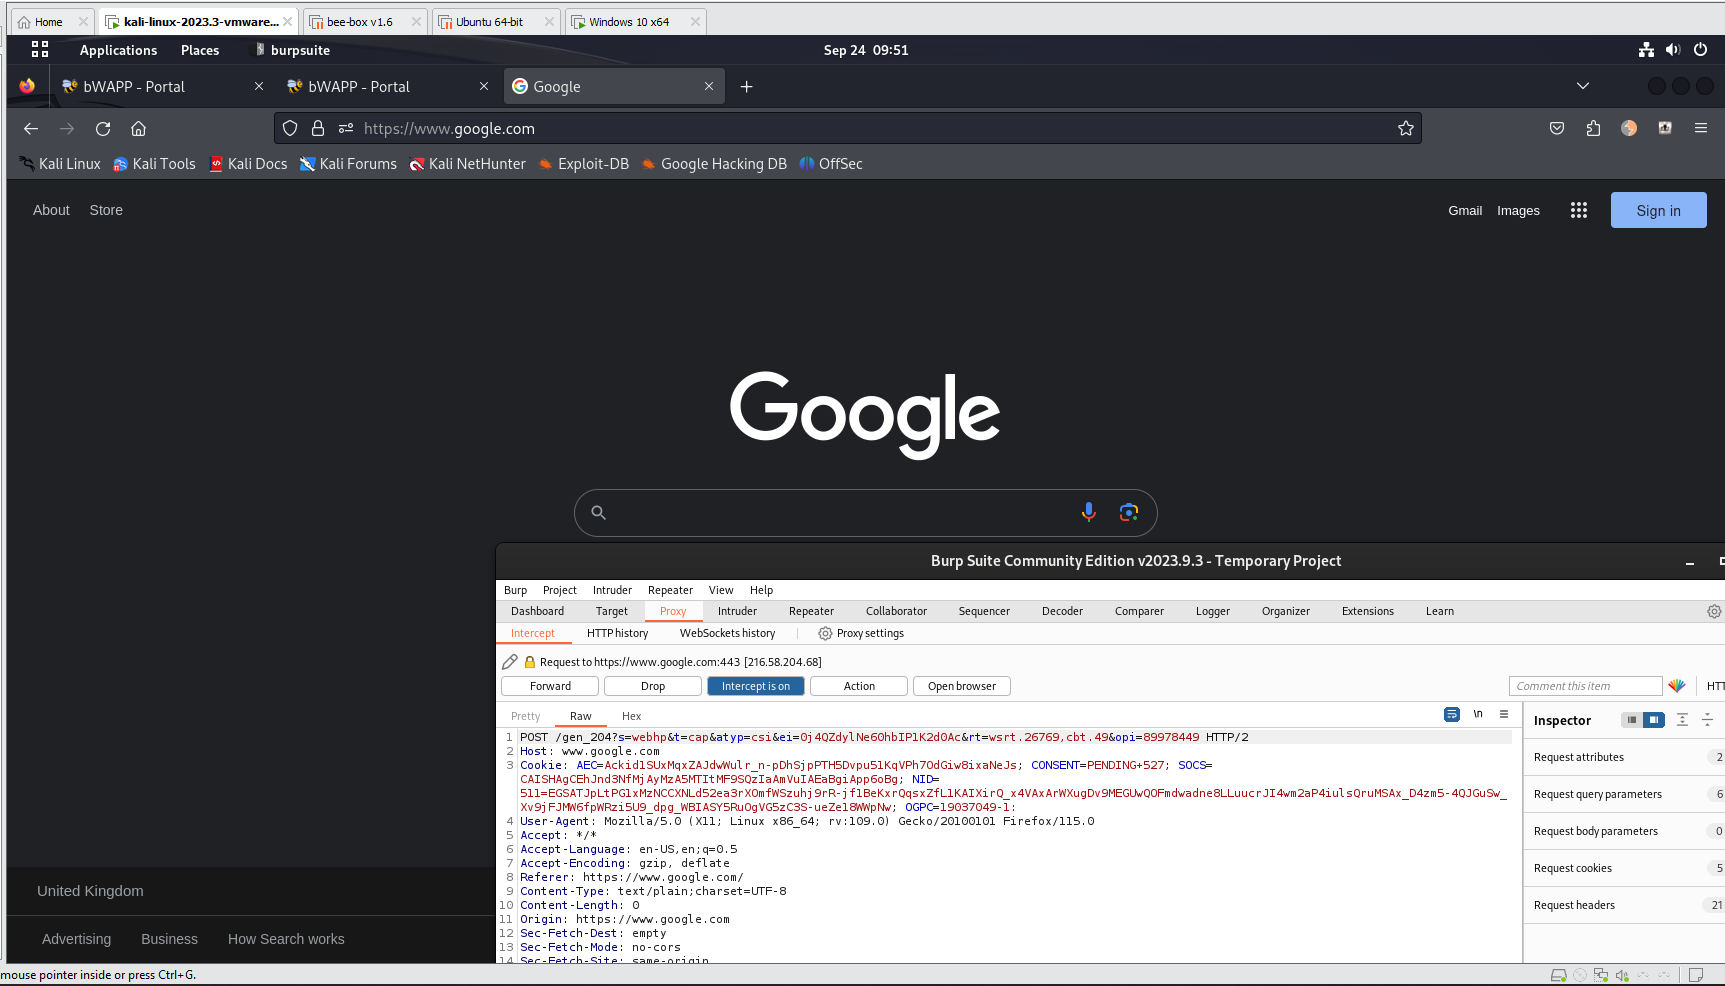 Home kali-linux-2023.3-vmware... bee-box v1.6 Ubuntu 64-bit Windows 10 x64
Applications Places burpsuite Sep 24 09:51
bWAPP - Portal bWAPP - Portal Google
https://www.google.com
Kali Linux Kali Tools Kali Docs Kali Forums Kali NetHunter Exploit-DB Google Hacking DB OffSec
About Store Gmail Images Sign in
Google
Burp Suite Community Edition v2023.9.3 - Temporary Project
Burp Project Intruder Repeater View Help
Dashboard Target Proxy Intruder Repeater Collaborator Sequencer Decoder Comparer Logger Organizer Extensions Learn
Intercept HTTP history WebSockets history Proxy settings
Request to https://www.google.com:443 [216.58.204.68]
Forward Drop Intercept is on Action Open browser Comment this item HTT
Pretty Raw Hex \n
Inspector
1 POST /gen_204?s=webhp&t=cap&atyp=csi&ei=0j4QZdylNe60hbIP1K2d0Ac&rt=wsrt.26769,cbt.49&opi=89978449 HTTP/2
2 Host: www.google.com
3 Cookie: AEC=Ackid1SUxMqxZAJdwWulr_n-pDhSjpPTH5Dvpu51KqVPh7OdGiw8ixaNeJs; CONSENT=PENDING+527; SOCS=
CAISHAgCEhJnd3NfMjAyMzA5MTItMF9SQzIaAmVuIAEaBgiApp6oBg; NID=
511=EGSATJpLtPG1xMzNCCXNLd52ea3rXOmfWSzuhj9rR-jf1BeKxrQqsxZfL1KAIXirQ_x4VAxArWXugDv9MEGUwQOFmdwadne8LLuucrJI4wm2aP4iulsQruMSAx_D4zm5-4QJGuSw_
Xv9jFJMW6fpWRzi5U9_dpg_WBIASY5RuOgVG5zC3S-ueZe18WWpNw; OGPC=19037049-1:
4 User-Agent: Mozilla/5.0 (X11; Linux x86_64; rv:109.0) Gecko/20100101 Firefox/115.0
5 Accept: */*
6 Accept-Language: en-US,en;q=0.5
7 Accept-Encoding: gzip, deflate
8 Referer: https://www.google.com/
9 Content-Type: text/plain;charset=UTF-8
10 Content-Length: 0
11 Origin: https://www.google.com
12 Sec-Fetch-Dest: empty
13 Sec-Fetch-Mode: no-cors
14 Sec-Fetch-Site: same-origin
Request attributes 2
Request query parameters 6
Request body parameters 0
Request cookies 5
Request headers 21
United Kingdom
Advertising Business How Search works
mouse pointer inside or press Ctrl+G.